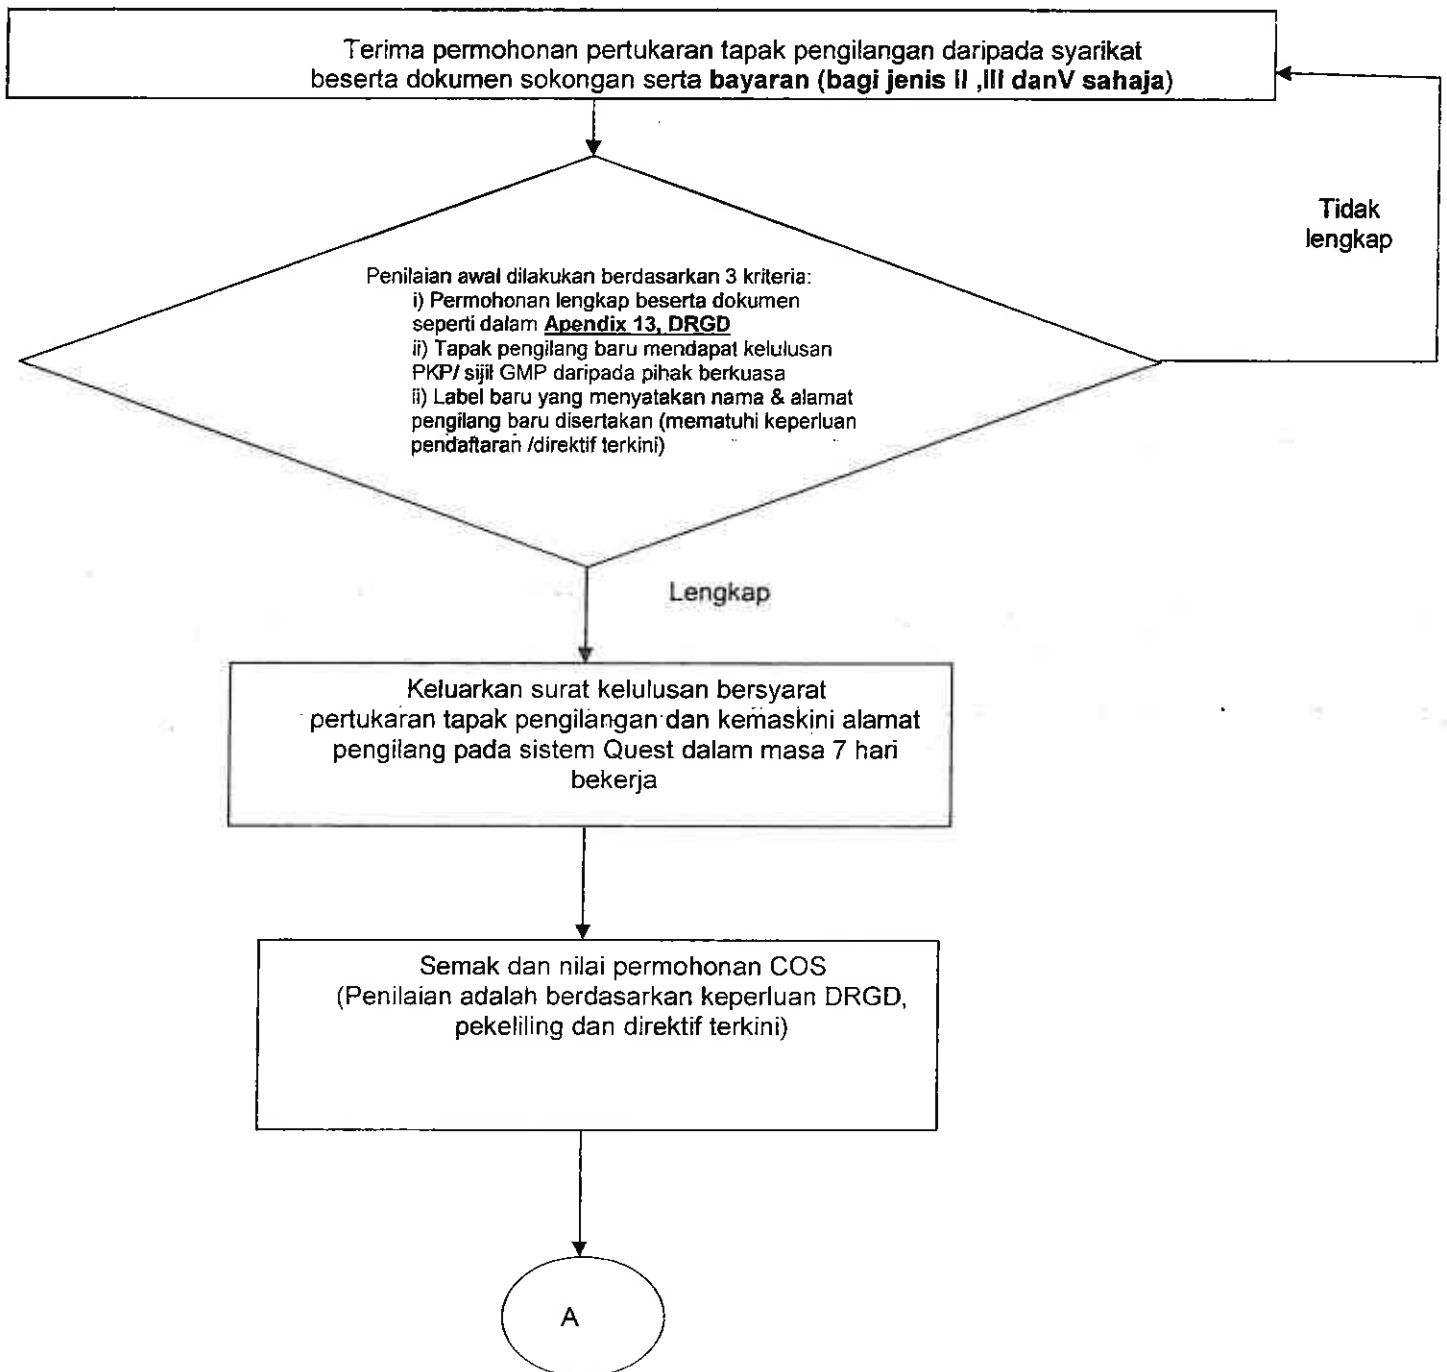 Terima permohonan pertukaran tapak pengilangan daripada syarikat
beserta dokumen sokongan serta bayaran (bagi jenis II ,III danV sahaja)
Tidak
lengkap
Penilaian awal dilakukan berdasarkan 3 kriteria:
i) Permohonan lengkap beserta dokumen
seperti dalam Apendix 13, DRGD
ii) Tapak pengilang baru mendapat kelulusan
PKP/ sijil GMP daripada pihak berkuasa
ii) Label baru yang menyatakan nama & alamat
pengilang baru disertakan (mematuhi keperluan
pendaftaran /direktif terkini)
Lengkap
Keluarkan surat kelulusan bersyarat
pertukaran tapak pengilangan dan kemaskini alamat
pengilang pada sistem Quest dalam masa 7 hari
bekerja
Semak dan nilai permohonan COS
(Penilaian adalah berdasarkan keperluan DRGD,
pekeliling dan direktif terkini)
A